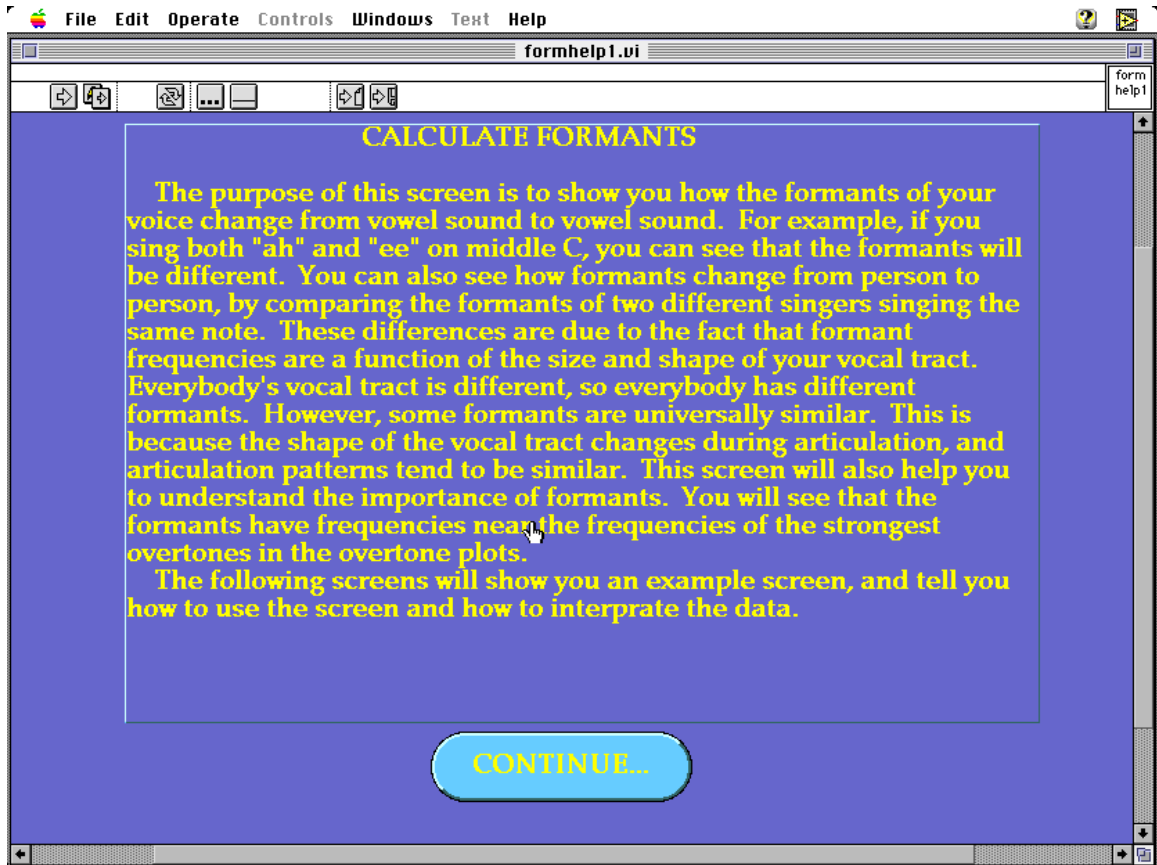 File Edit Operate Controls Windows Text Help
formhelp1.vi
form
help1
CALCULATE FORMANTS
The purpose of this screen is to show you how the formants of your
voice change from vowel sound to vowel sound. For example, if you
sing both "ah" and "ee" on middle C, you can see that the formants will
be different. You can also see how formants change from person to
person, by comparing the formants of two different singers singing the
same note. These differences are due to the fact that formant
frequencies are a function of the size and shape of your vocal tract.
Everybody's vocal tract is different, so everybody has different
formants. However, some formants are universally similar. This is
because the shape of the vocal tract changes during articulation, and
articulation patterns tend to be similar. This screen will also help you
to understand the importance of formants. You will see that the
formants have frequencies near the frequencies of the strongest
overtones in the overtone plots.
The following screens will show you an example screen, and tell you
how to use the screen and how to interprate the data.
CONTINUE...